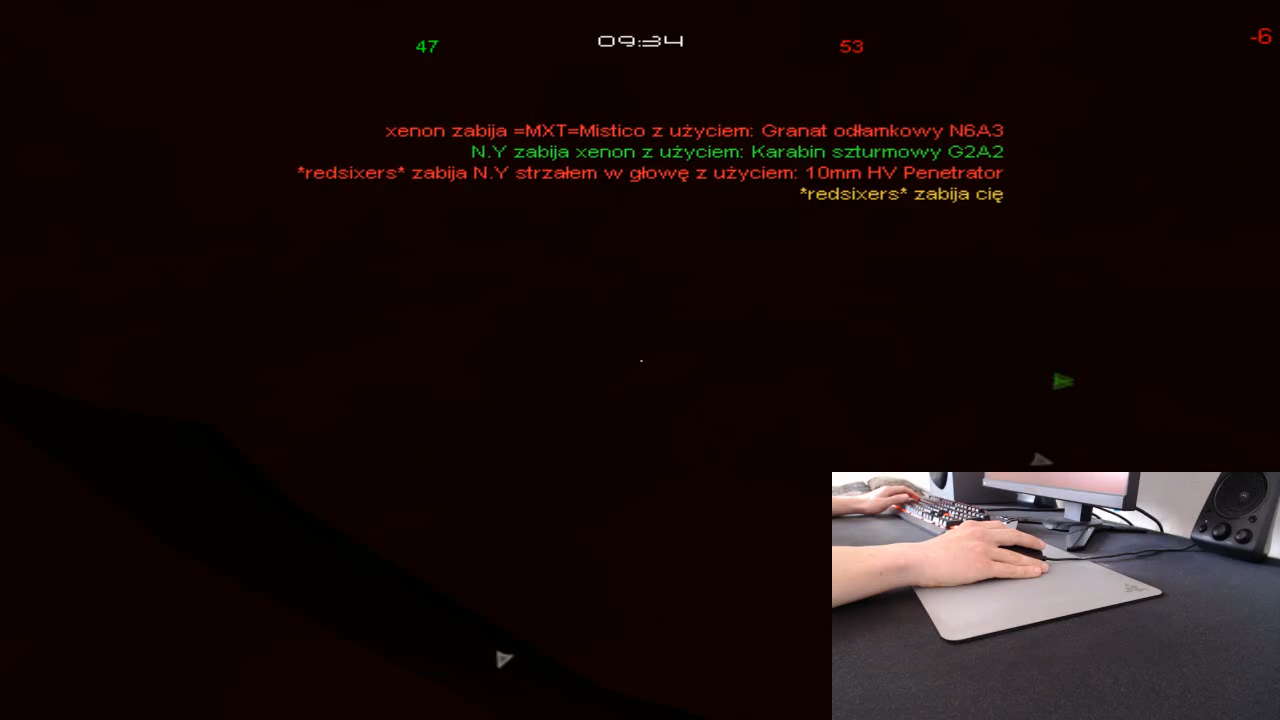 47
09:34
53
-6
xenon zabija =MXT=Mistico z użyciem: Granat odłamkowy N6A3
N.Y zabija xenon z użyciem: Karabin szturmowy G2A2
*redsixers* zabija N.Y strzałem w głowę z użyciem: 10mm HV Penetrator
*redsixers* zabija cię